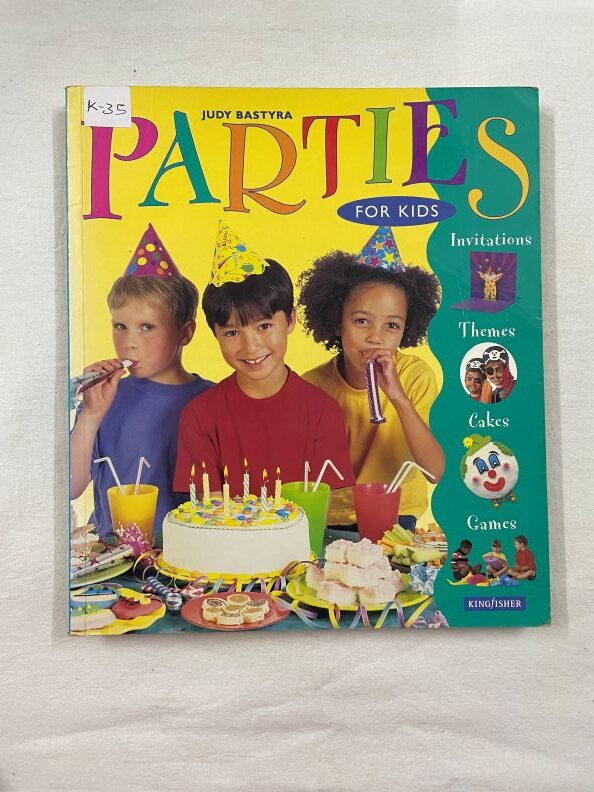 K-35
JUDY BASTYRA
PARTIES
FOR KIDS
Invitations
Themes
Cakes
Games
KINGfISHER